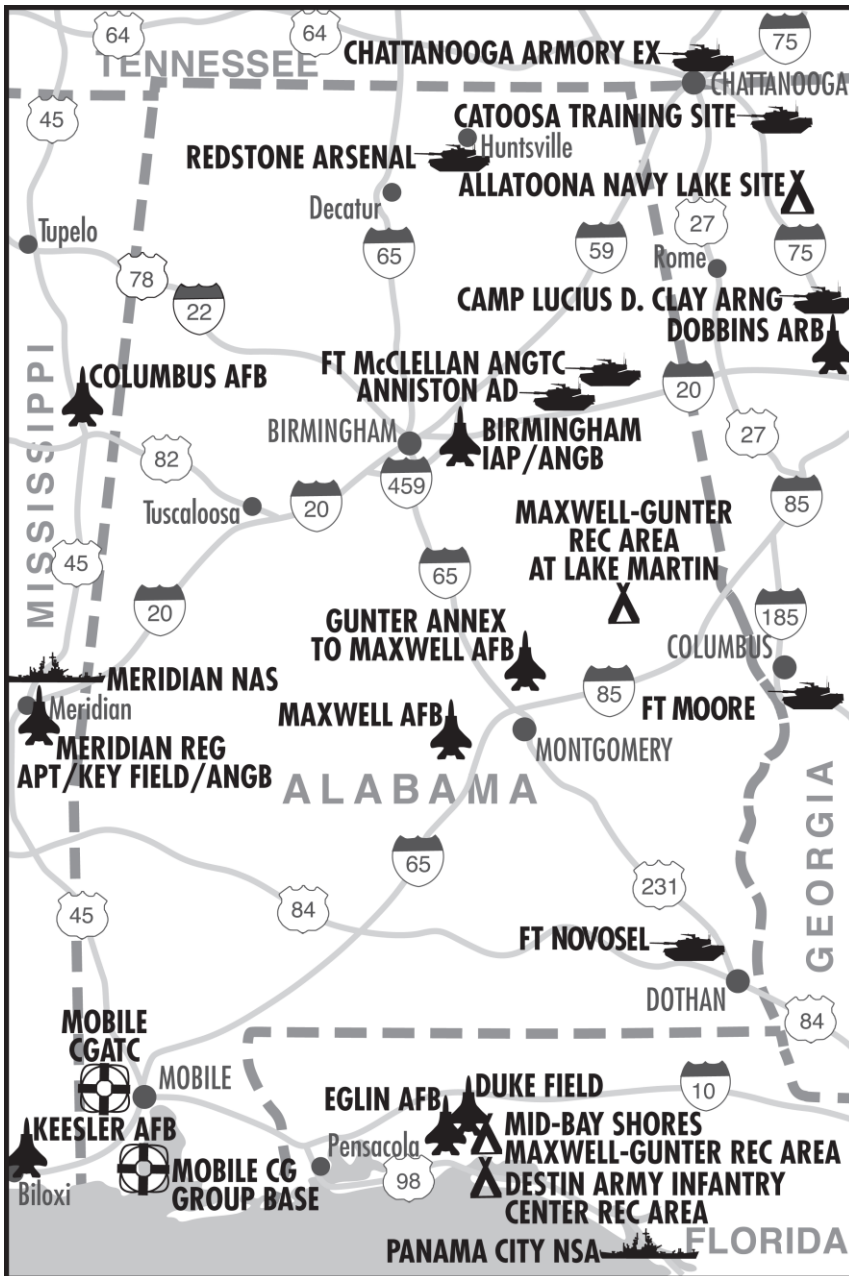 64
64
CHATTANOOGA ARMORY EX
75
TENNESSEE
CHATTANOOGA
45
CATOOSA TRAINING SITE
REDSTONE ARSENAL
Huntsville
ALLATOONA NAVY LAKE SITE
Decatur
27
Tupelo
65
59
75
Rome
78
22
CAMP LUCIUS D. CLAY ARNG
DOBBINS ARB
MISSISSIPPI
COLUMBUS AFB
FT McCLELLAN ANGTC
ANNISTON AD
20
BIRMINGHAM
BIRMINGHAM
IAP/ANGB
27
82
459
85
Tuscaloosa
20
MAXWELL-GUNTER
REC AREA
AT LAKE MARTIN
45
65
20
185
GUNTER ANNEX
TO MAXWELL AFB
COLUMBUS
MERIDIAN NAS
85
FT MOORE
Meridian
MAXWELL AFB
MONTGOMERY
MERIDIAN REG
APT/KEY FIELD/ANGB
ALABAMA
GEORGIA
65
231
45
84
FT NOVOSEL
DOTHAN
84
MOBILE
CGATC
MOBILE
10
EGLIN AFB
DUKE FIELD
KEESLER AFB
MID-BAY SHORES
MAXWELL-GUNTER REC AREA
Pensacola
98
Biloxi
MOBILE CG
GROUP BASE
DESTIN ARMY INFANTRY
CENTER REC AREA
FLORIDA
PANAMA CITY NSA